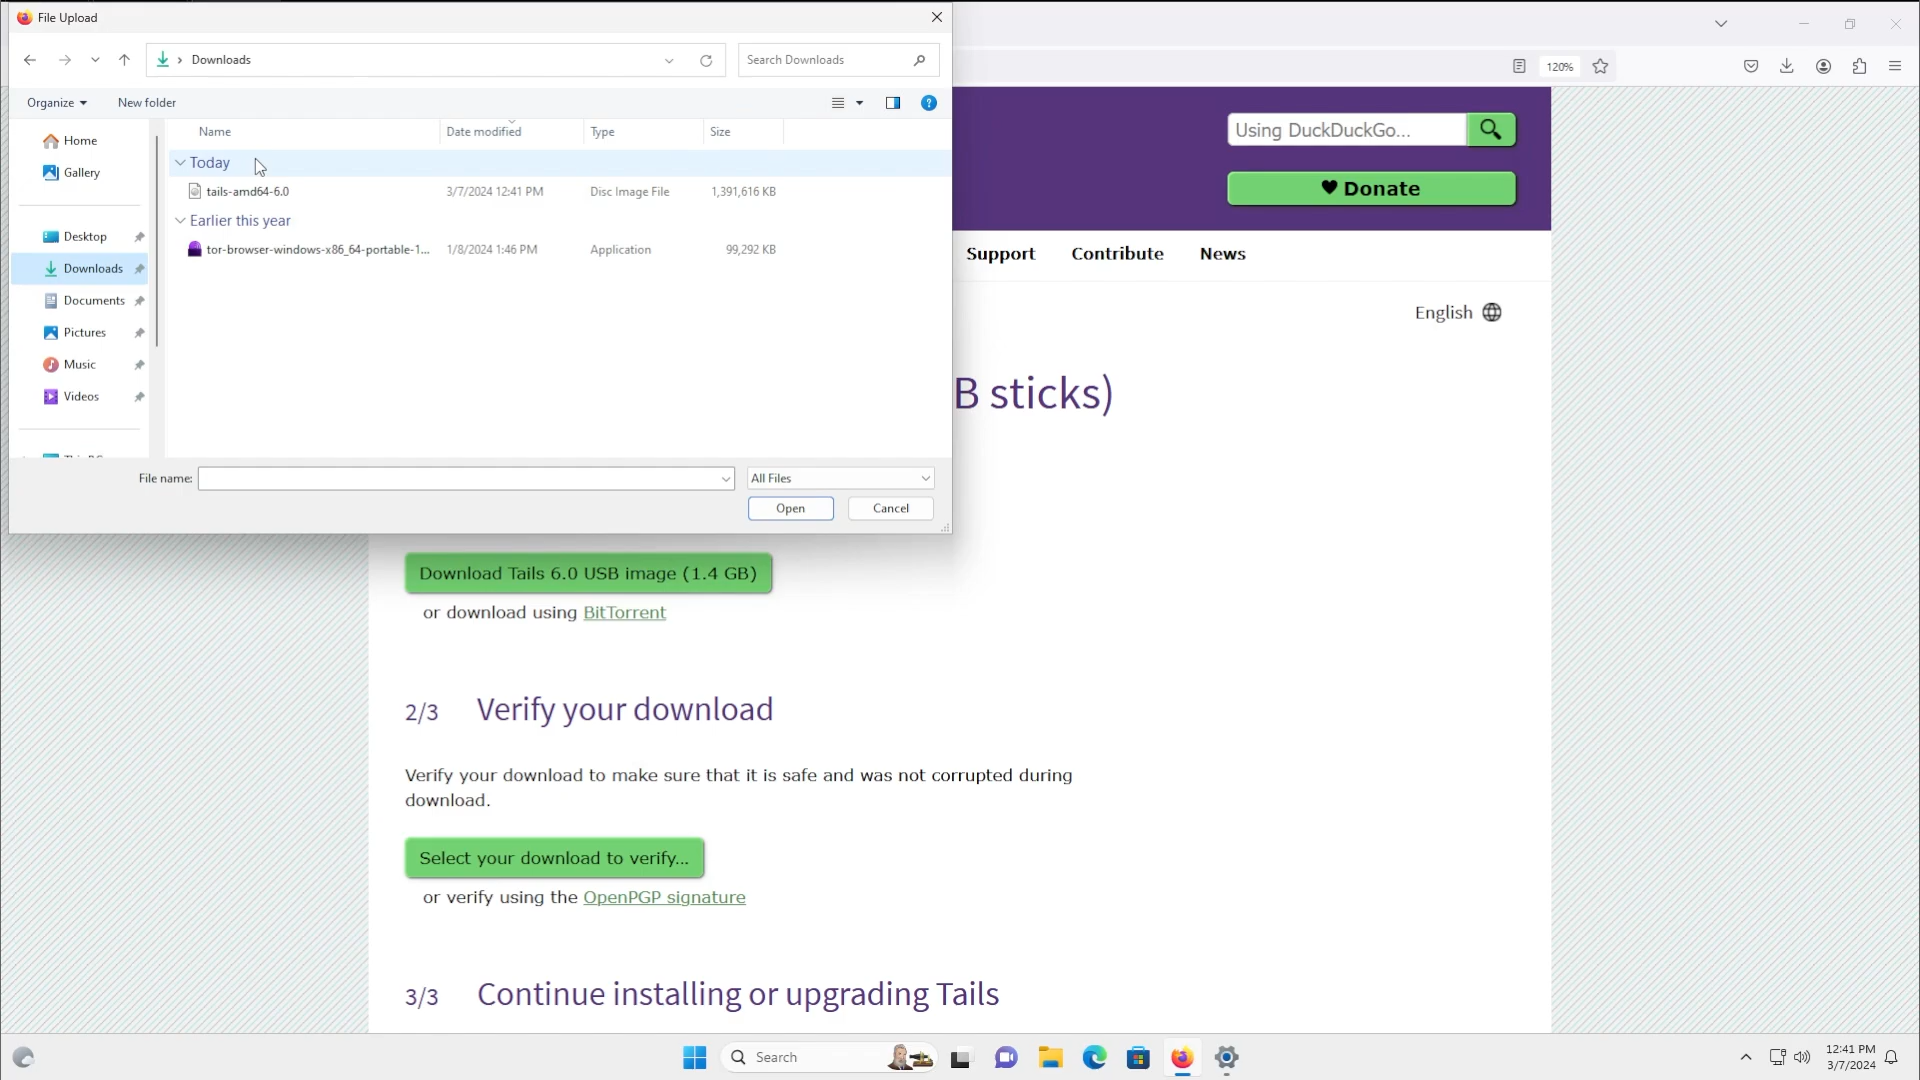 File Upload
Downloads
Search Downloads
Organize
New folder
Name
Date modified
Type
Size
Home
Gallery
Desktop
Downloads
Documents
Pictures
Music
Videos
Today
tails-amd64-6.0 3/7/2024 12:41 PM Disc Image File 1,391,616 KB
Earlier this year
tor-browser-windows-x86_64-portable-1... 1/8/2024 1:46 PM Application 99,292 KB
File name:
All Files
Open
Cancel
120%
Using DuckDuckGo...
Donate
Support
Contribute
News
English
B sticks)
Download Tails 6.0 USB image (1.4 GB)
or download using BitTorrent
2/3 Verify your download
Verify your download to make sure that it is safe and was not corrupted during
download.
Select your download to verify...
or verify using the OpenPGP signature
3/3 Continue installing or upgrading Tails
Search
12:41 PM
3/7/2024